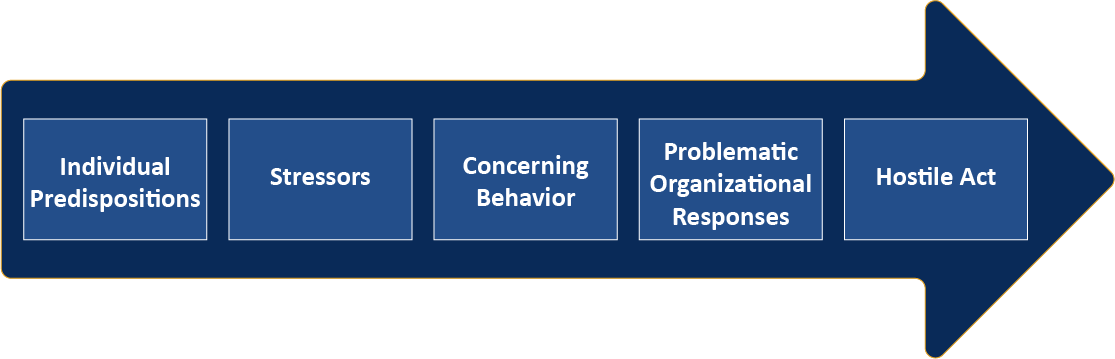 Individual
Predispositions
Stressors
Concerning
Behavior
Problematic
Organizational
Responses
Hostile Act